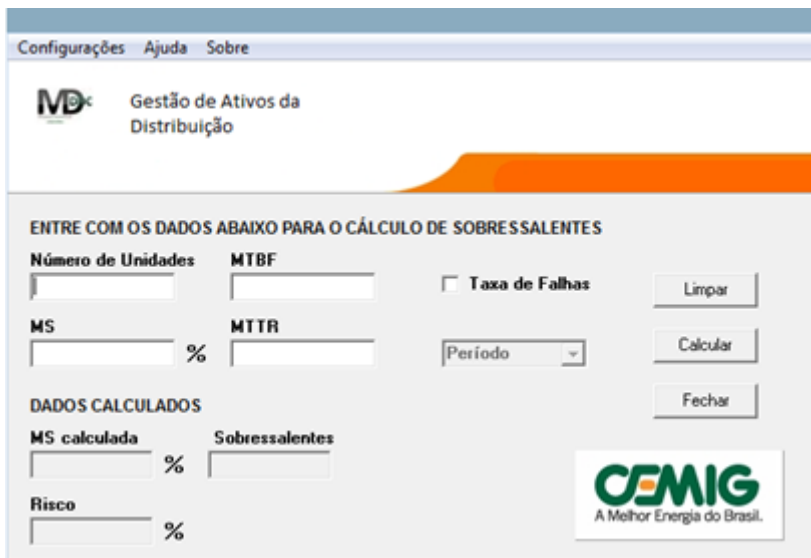 Configurações Ajuda Sobre
MD
Gestão de Ativos da
Distribuição
ENTRE COM OS DADOS ABAIXO PARA O CÁLCULO DE SOBRESSALENTES
Número de Unidades MTBF
Taxa de Falhas
Limpar
MS MTTR
%
Período
Calcular
DADOS CALCULADOS
Fechar
MS calculada Sobressalentes
%
Risco
%
CEMIG
A Melhor Energia do Brasil.